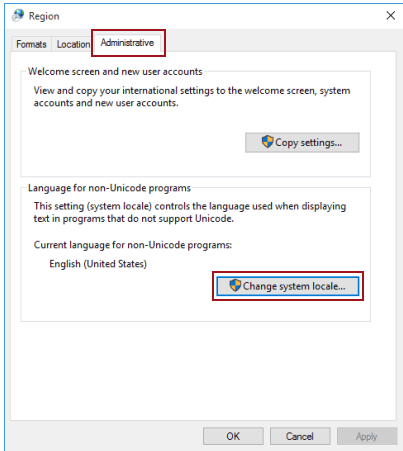 Region
Formats Location Administrative
Welcome screen and new user accounts
View and copy your international settings to the welcome screen, system
accounts and new user accounts.
Copy settings...
Language for non-Unicode programs
This setting (system locale) controls the language used when displaying
text in programs that do not support Unicode.
Current language for non-Unicode programs:
English (United States)
Change system locale...
OK Cancel Apply